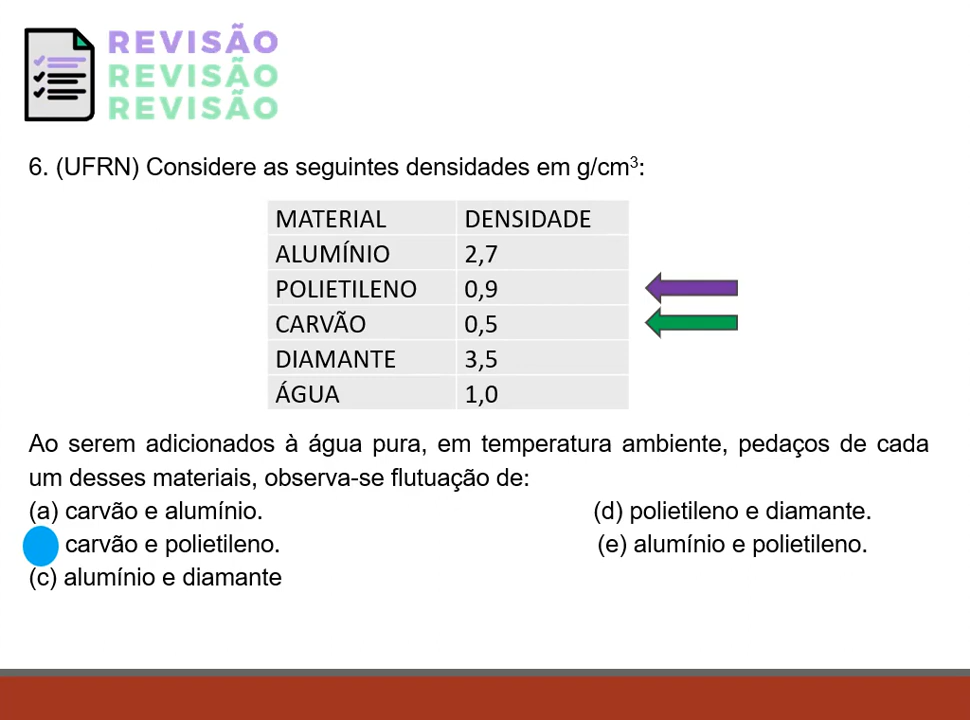 REVISÃO
REVISÃO
REVISÃO
6. (UFRN) Considere as seguintes densidades em g/cm³:
MATERIAL DENSIDADE
ALUMÍNIO 2,7
POLIETILENO 0,9
CARVÃO 0,5
DIAMANTE 3,5
ÁGUA 1,0
Ao serem adicionados à água pura, em temperatura ambiente, pedaços de cada
um desses materiais, observa-se flutuação de:
(a) carvão e alumínio. (d) polietileno e diamante.
carvão e polietileno. (e) alumínio e polietileno.
(c) alumínio e diamante